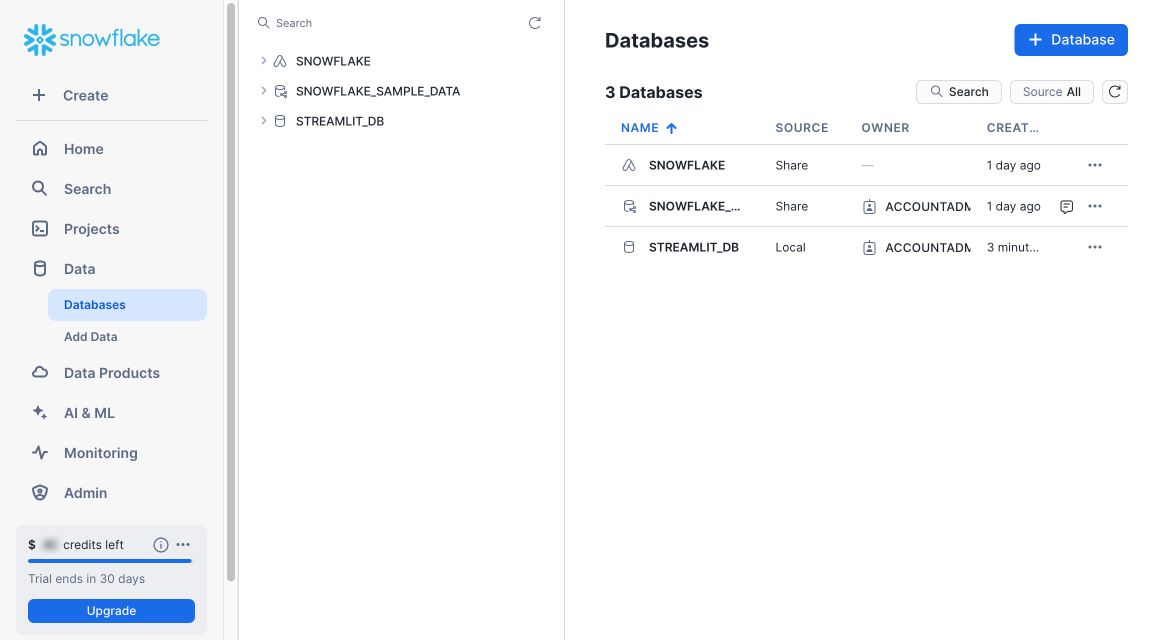 snowflake
Create
Home
Search
Projects
Data
Databases
Add Data
Data Products
AI & ML
Monitoring
Admin
$ credits left
Trial ends in 30 days
Upgrade
Search
SNOWFLAKE
SNOWFLAKE_SAMPLE_DATA
STREAMLIT_DB
Databases
+ Database
3 Databases
Search
Source All
NAME SOURCE OWNER CREAT...
SNOWFLAKE Share — 1 day ago ...
SNOWFLAKE_... Share ACCOUNTADM 1 day ago ...
STREAMLIT_DB Local ACCOUNTADM 3 minut... ...